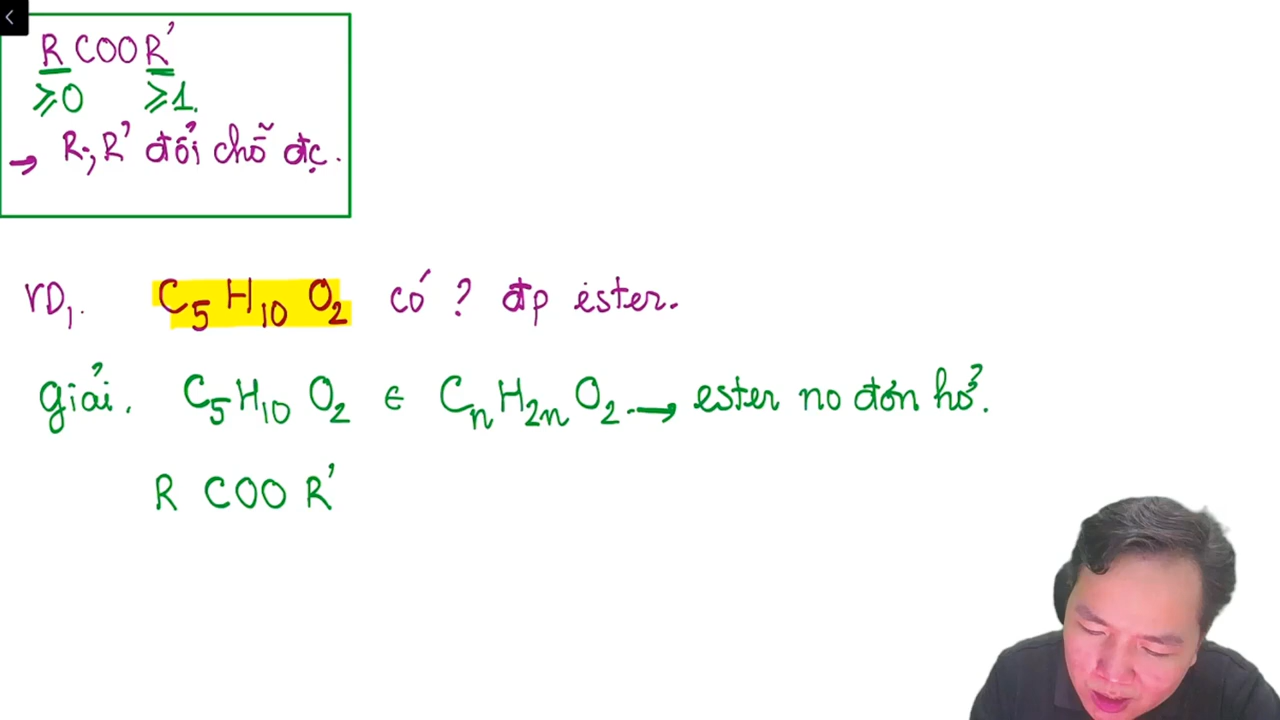 R COO R'
≥0 ≥1.
→ R, R' đổi chỗ đc.
VD1. C5H10O2 có ? đp ester.
giải. C5H10O2 ∈ CnH2nO2. → ester no đơn hở.
R COO R'